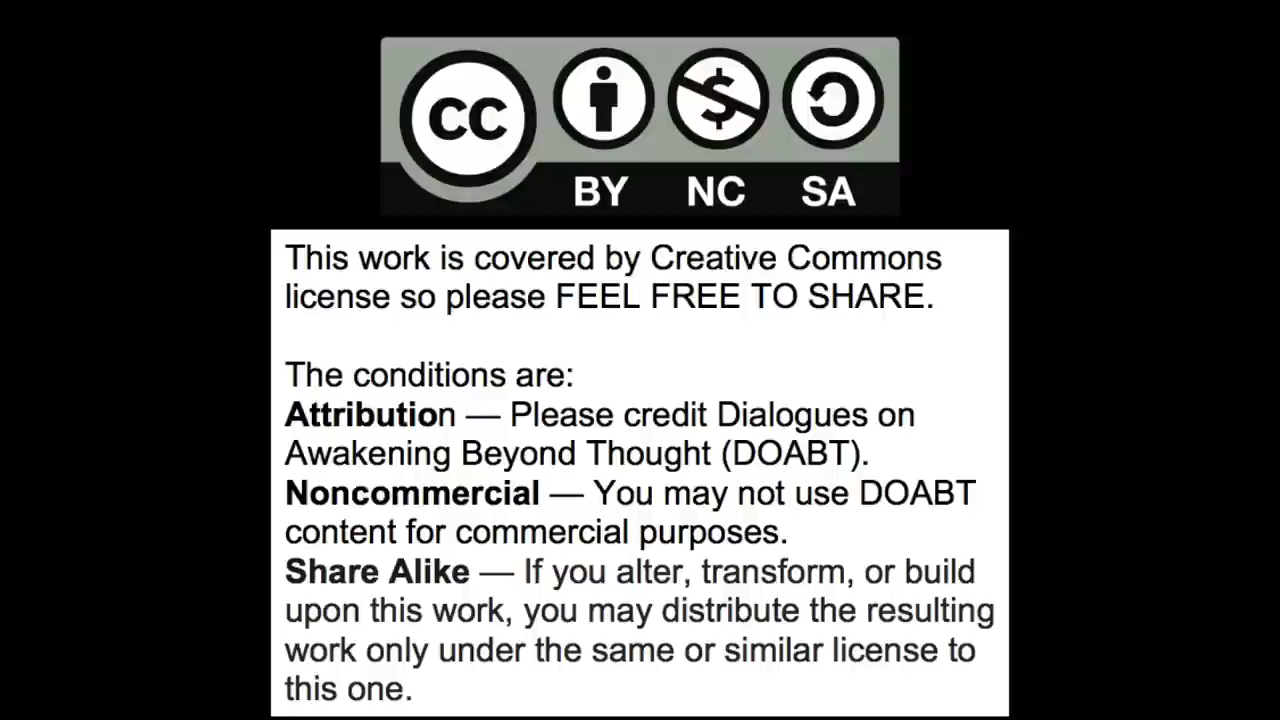 CC
BY NC SA
This work is covered by Creative Commons
license so please FEEL FREE TO SHARE.
The conditions are:
Attribution — Please credit Dialogues on
Awakening Beyond Thought (DOABT).
Noncommercial — You may not use DOABT
content for commercial purposes.
Share Alike — If you alter, transform, or build
upon this work, you may distribute the resulting
work only under the same or similar license to
this one.